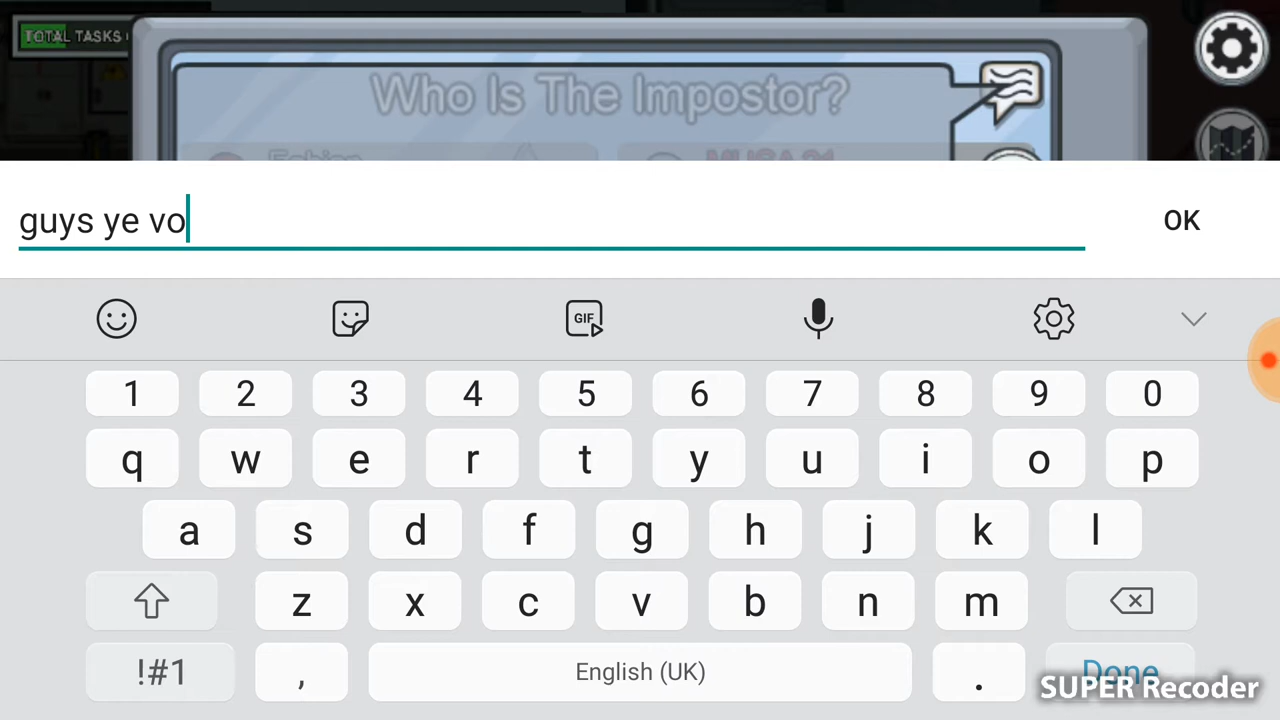 TOTAL TASKS
Who Is The Impostor?
guys ye vo
OK
GIF
1 2 3 4 5 6 7 8 9 0
q w e r t y u i o p
a s d f g h j k l
z x c v b n m
!#1 , English (UK) . Done
SUPER Recoder